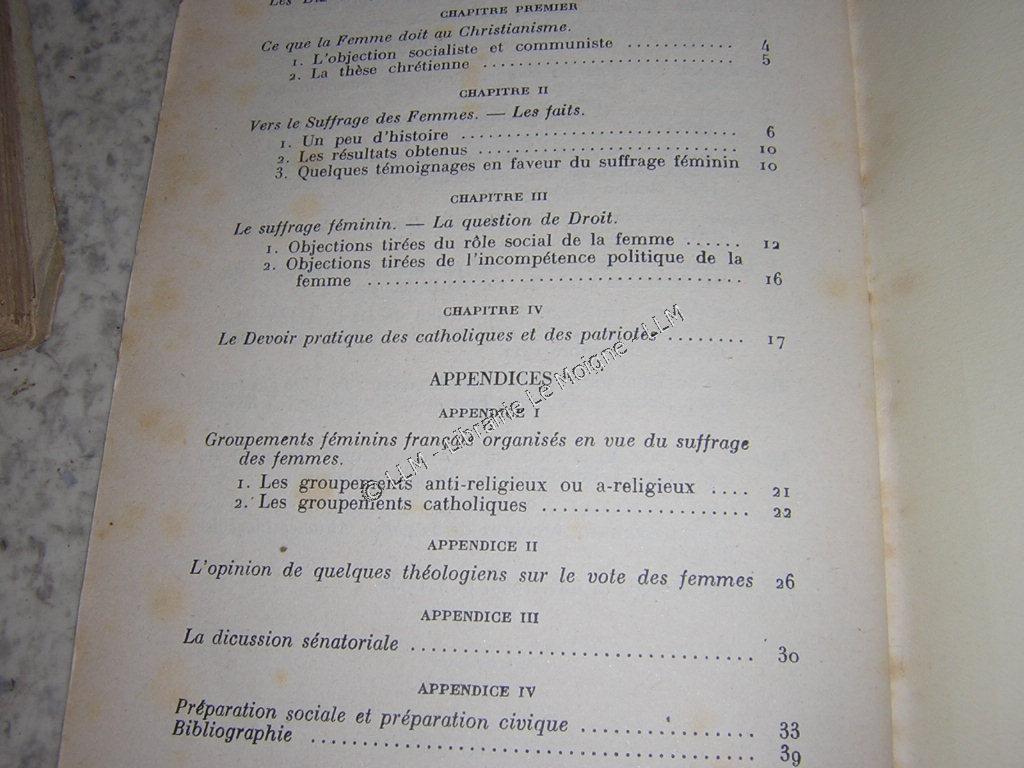 Les
CHAPITRE PREMIER
Ce que la Femme doit au Christianisme.
1. L'objection socialiste et communiste ............ 4
2. La thèse chrétienne ............................ 5
CHAPITRE II
Vers le Suffrage des Femmes. — Les faits.
1. Un peu d'histoire ............................... 6
2. Les résultats obtenus ............................. 10
3. Quelques témoignages en faveur du suffrage féminin 10
CHAPITRE III
Le suffrage féminin. — La question de Droit.
1. Objections tirées du rôle social de la femme ...... 12
2. Objections tirées de l'incompétence politique de la
femme ........................................ 16
CHAPITRE IV
Le Devoir pratique des catholiques et des patriotes ........ 17
APPENDICES
APPENDICE I
Groupements féminins français organisés en vue du suffrage
des femmes.
1. Les groupements anti-religieux ou a-religieux .... 21
2. Les groupements catholiques .................... 22
APPENDICE II
L'opinion de quelques théologiens sur le vote des femmes 26
APPENDICE III
La dicussion sénatoriale ................................ 30
APPENDICE IV
Préparation sociale et préparation civique ................ 33
Bibliographie ........................................ 39
© LLM - Librairie Le Moigne / LLM